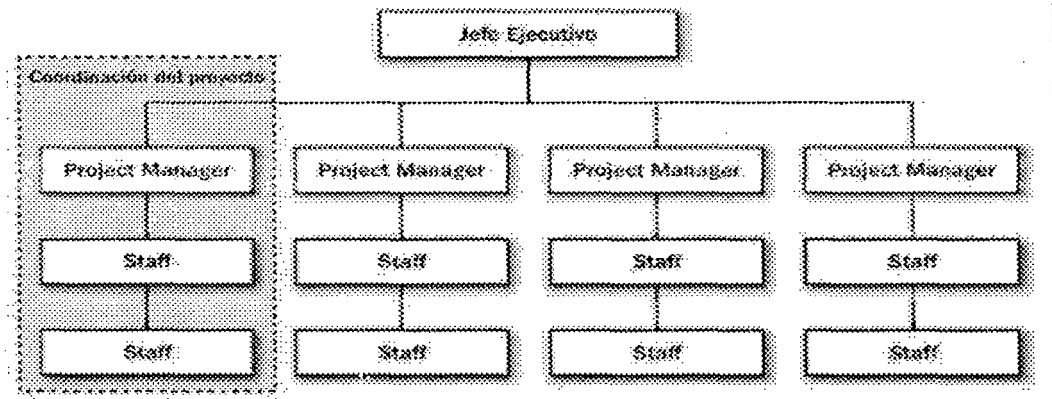 Jefe Ejecutivo
Coordinación del proyecto
Project Manager
Project Manager
Project Manager
Project Manager
Staff
Staff
Staff
Staff
Staff
Staff
Staff
Staff